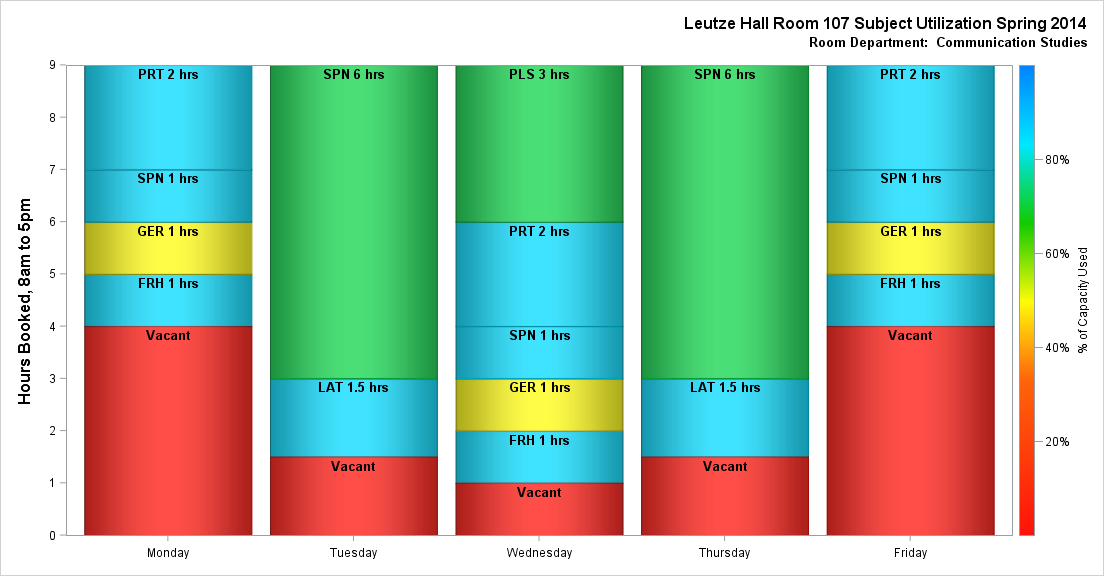 Leutze Hall Room 107 Subject Utilization Spring 2014
Room Department:  Communication Studies
Hours Booked, 8am to 5pm
9
8
7
6
5
4
3
2
1
0
PRT 2 hrs
SPN 1 hrs
GER 1 hrs
FRH 1 hrs
Vacant
Monday
SPN 6 hrs
LAT 1.5 hrs
Vacant
Tuesday
PLS 3 hrs
PRT 2 hrs
SPN 1 hrs
GER 1 hrs
FRH 1 hrs
Vacant
Wednesday
SPN 6 hrs
LAT 1.5 hrs
Vacant
Thursday
PRT 2 hrs
SPN 1 hrs
GER 1 hrs
FRH 1 hrs
Vacant
Friday
80%
60%
40%
20%
% of Capacity Used